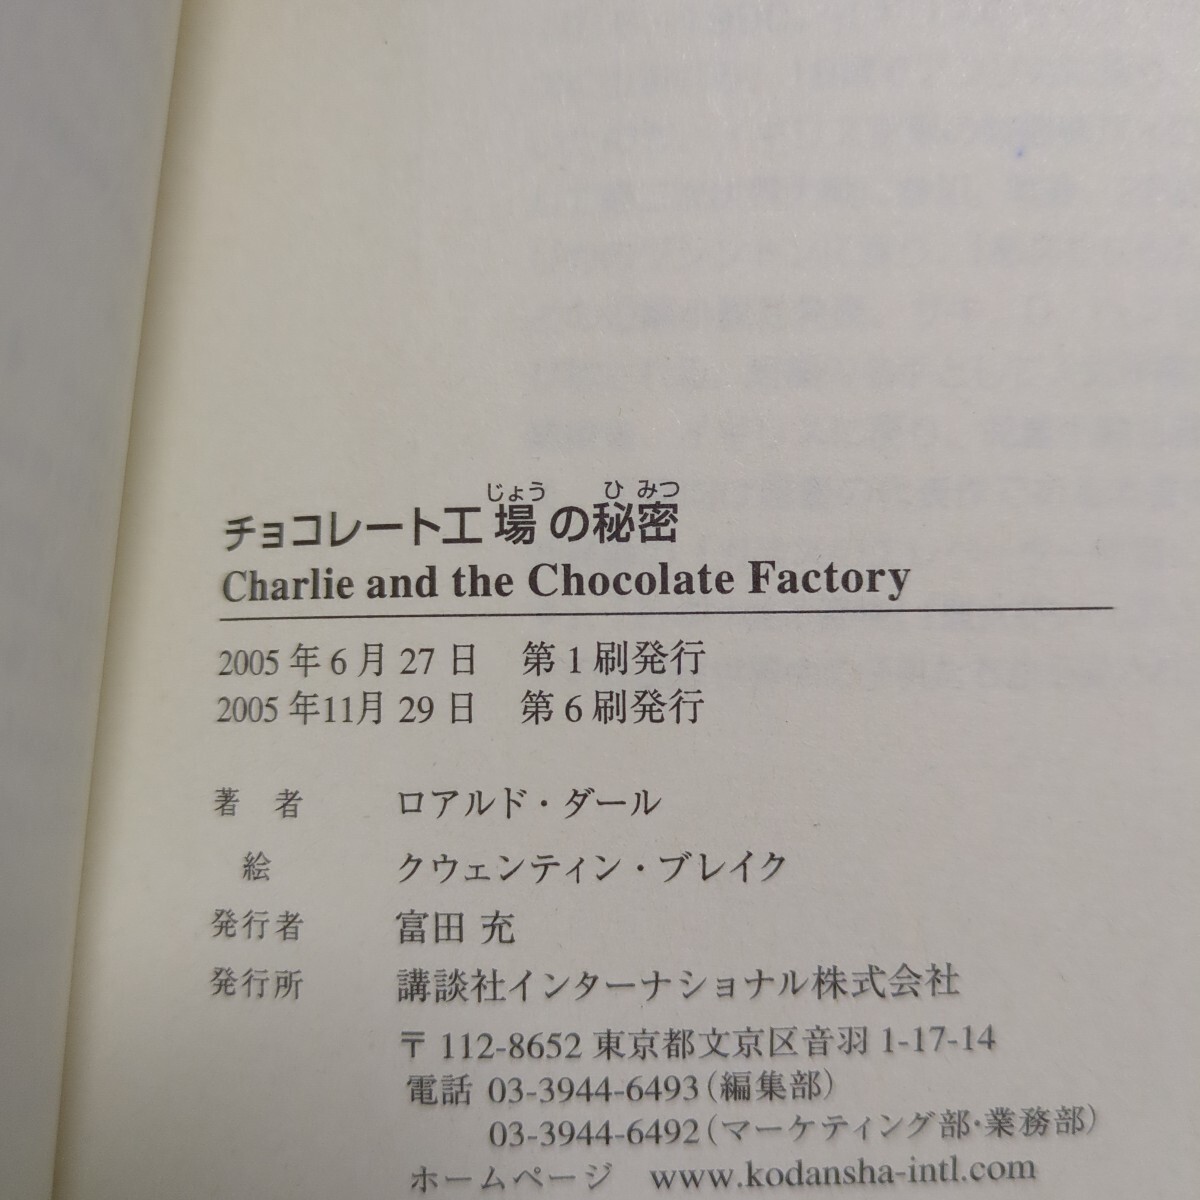 チョコレート工場の秘密
じょう ひ みつ
Charlie and the Chocolate Factory
2005年6月27日 第1刷発行
2005年11月29日 第6刷発行
著者 ロアルド・ダール
絵 クウェンティン・ブレイク
発行者 富田 充
発行所 講談社インターナショナル株式会社
〒112-8652 東京都文京区音羽 1-17-14
電話 03-3944-6493(編集部)
03-3944-6492(マーケティング部・業務部)
ホームページ www.kodansha-intl.com